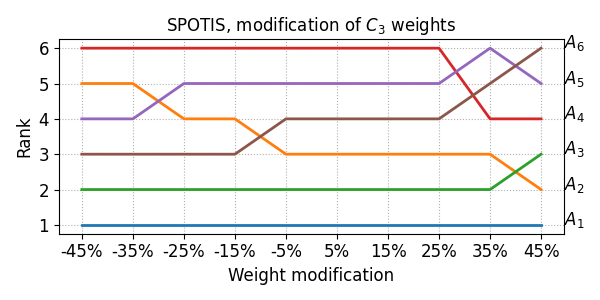 SPOTIS, modification of C₃ weights
Rank
6
5
4
3
2
1
A₆
A₅
A₄
A₃
A₂
A₁
-45% -35% -25% -15% -5% 5% 15% 25% 35% 45%
Weight modification